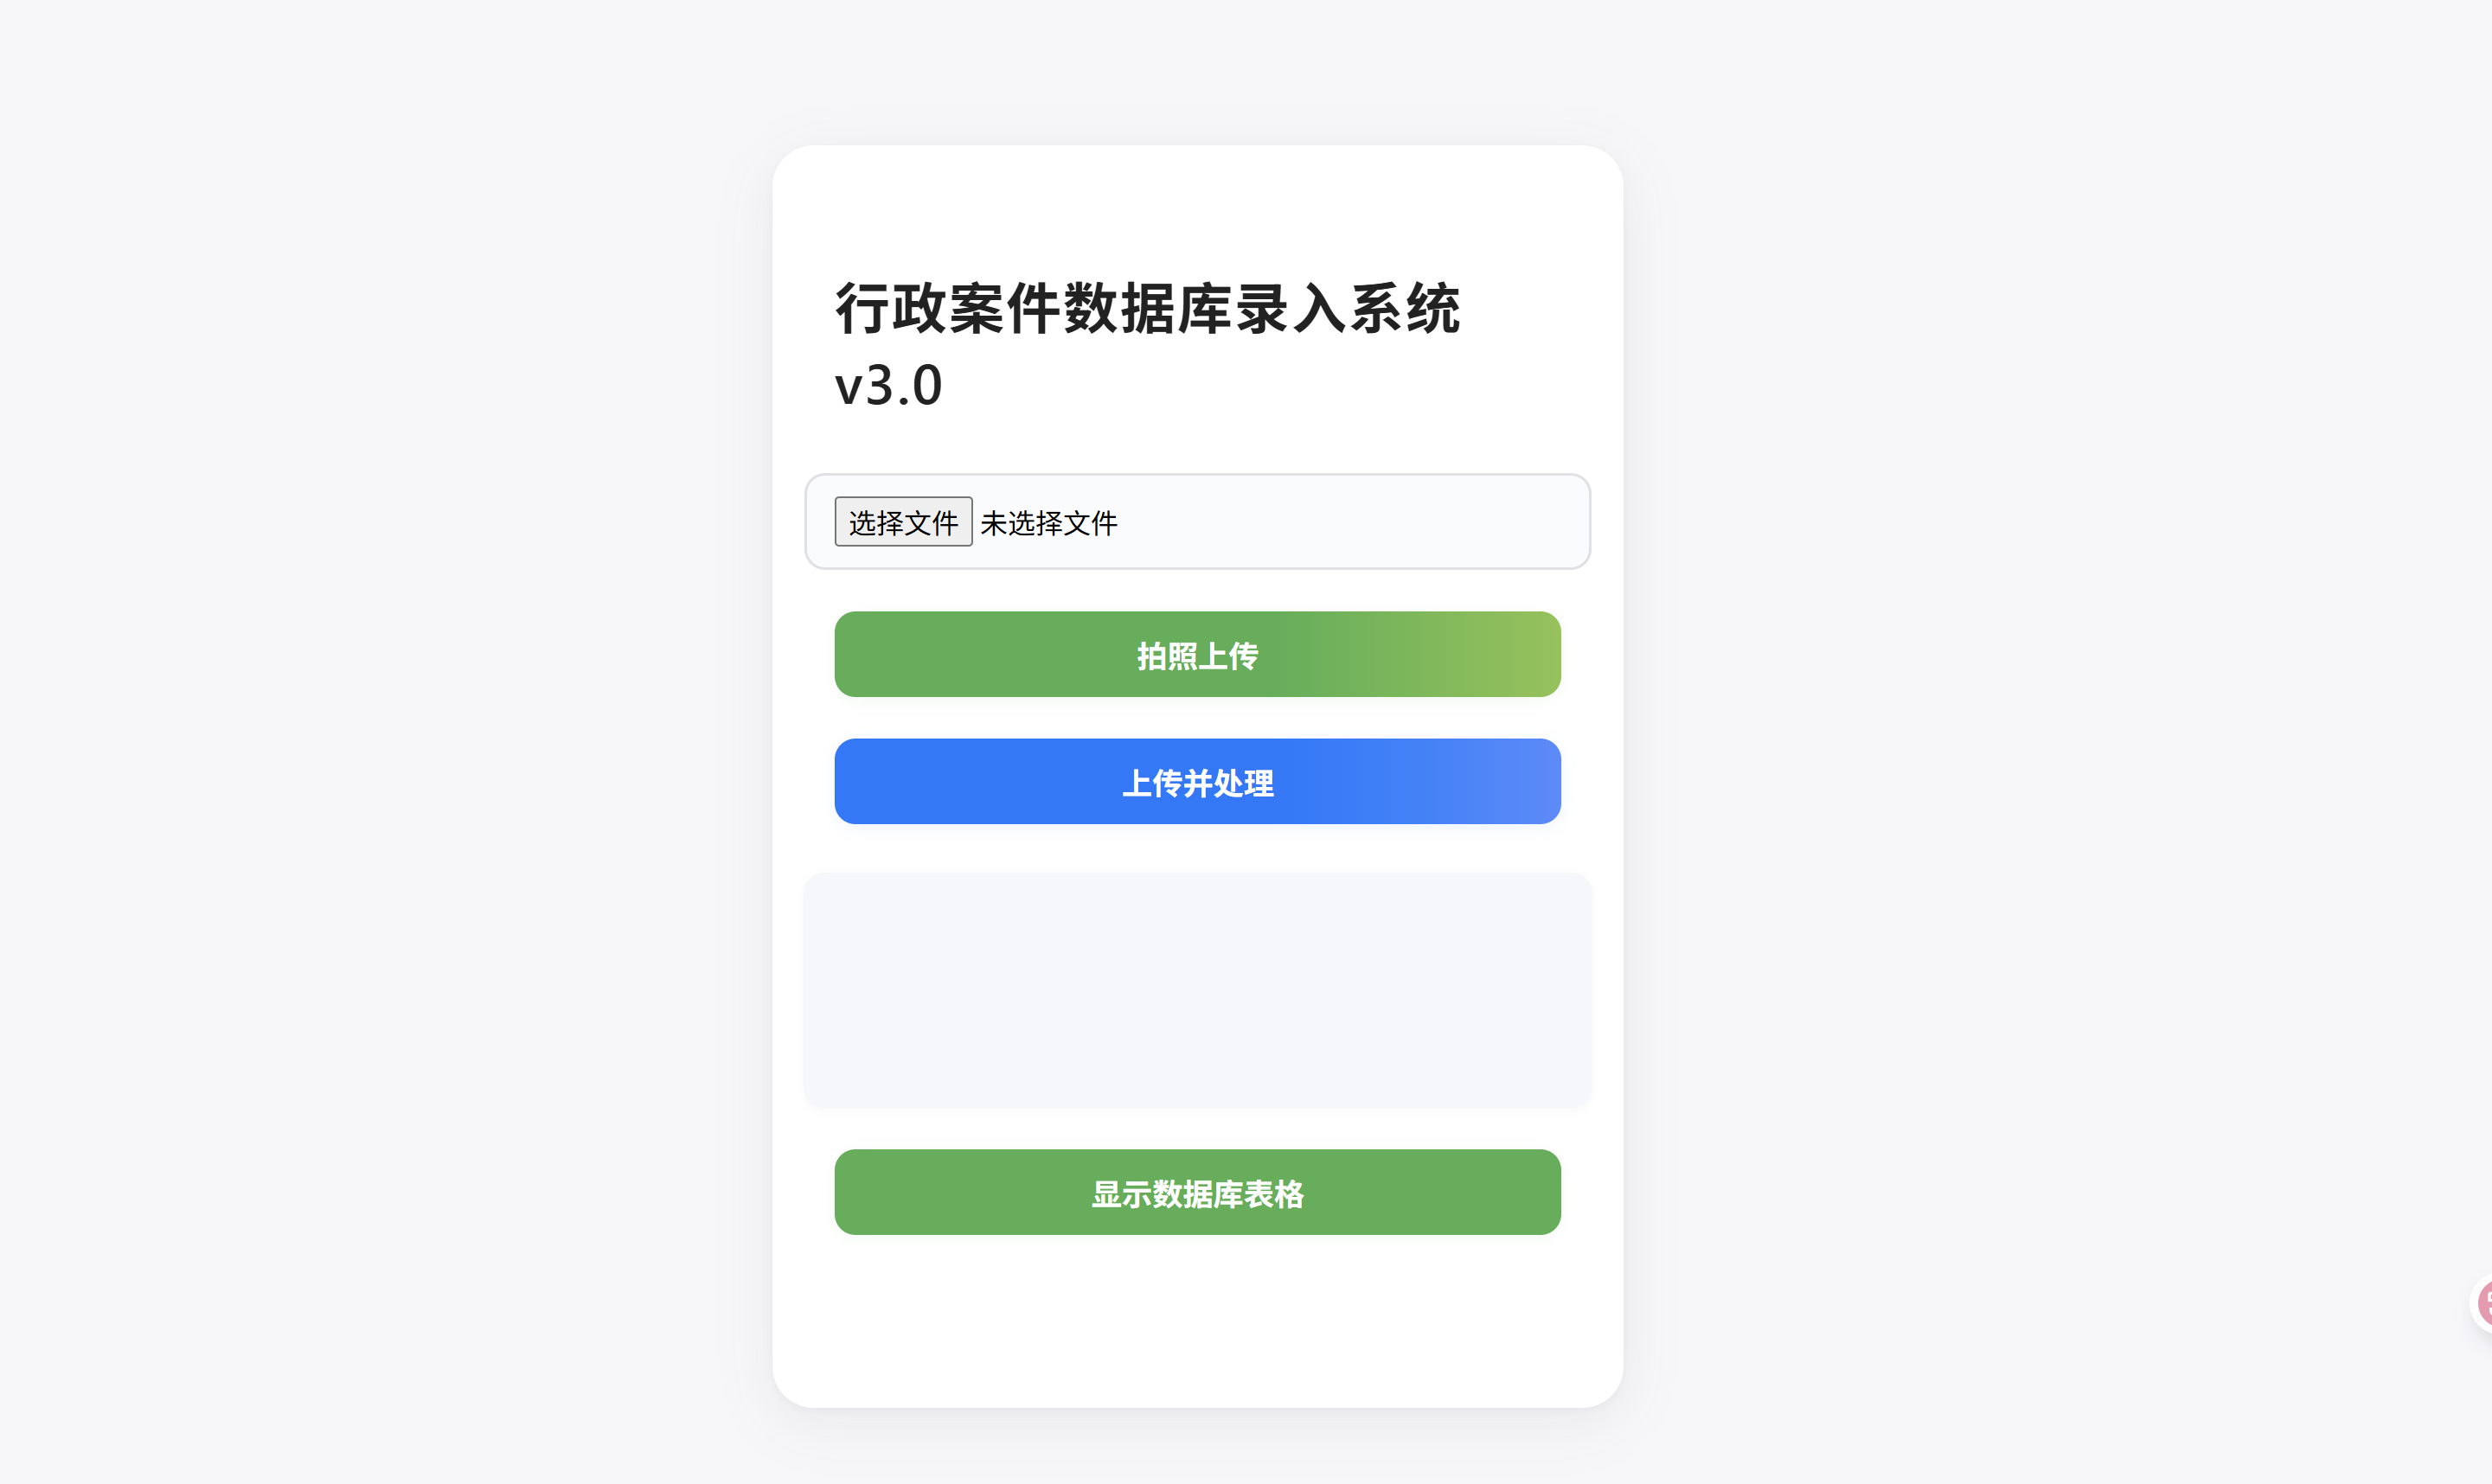 行政案件数据库录入系统
v3.0
选择文件 未选择文件
拍照上传
上传并处理
显示数据库表格